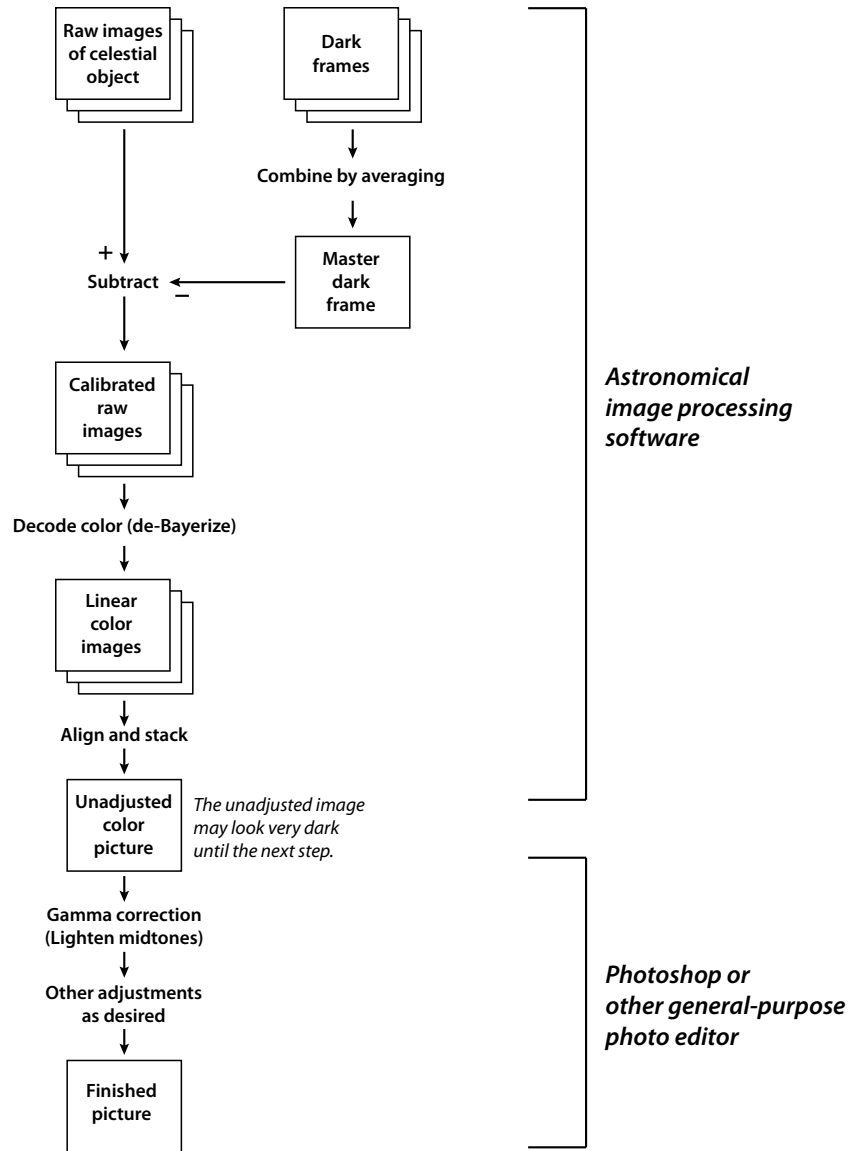 Raw images
of celestial
object
Dark
frames
Combine by averaging
+
Subtract
−
Master
dark
frame
Calibrated
raw
images
Decode color (de-Bayerize)
Linear
color
images
Align and stack
Unadjusted
color
picture
The unadjusted image
may look very dark
until the next step.
Gamma correction
(Lighten midtones)
Other adjustments
as desired
Finished
picture
Astronomical
image processing
software
Photoshop or
other general-purpose
photo editor